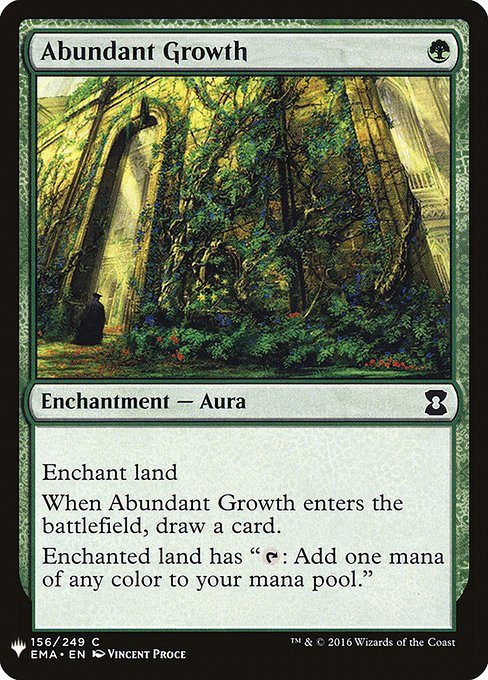 Abundant Growth
Enchantment — Aura
Enchant land
When Abundant Growth enters the
battlefield, draw a card.
Enchanted land has “: Add one mana
of any color to your mana pool.”
156/249 C
EMA • EN Vincent Proce
™ & © 2016 Wizards of the Coast